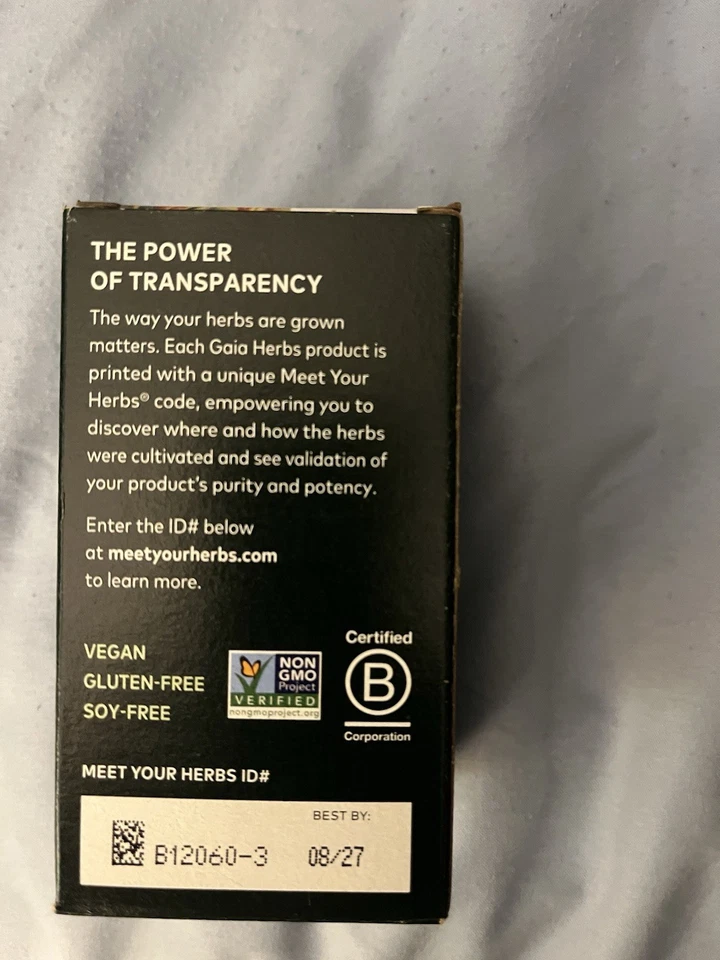 THE POWER
OF TRANSPARENCY
The way your herbs are grown
matters. Each Gaia Herbs product is
printed with a unique Meet Your
Herbs® code, empowering you to
discover where and how the herbs
were cultivated and see validation of
your product's purity and potency.
Enter the ID# below
at meetyourherbs.com
to learn more.
VEGAN
GLUTEN-FREE
SOY-FREE
NON
GMO
Project
VERIFIED
nongmoproject.org
Certified
B
Corporation
MEET YOUR HERBS ID#
BEST BY:
B12060-3 08/27